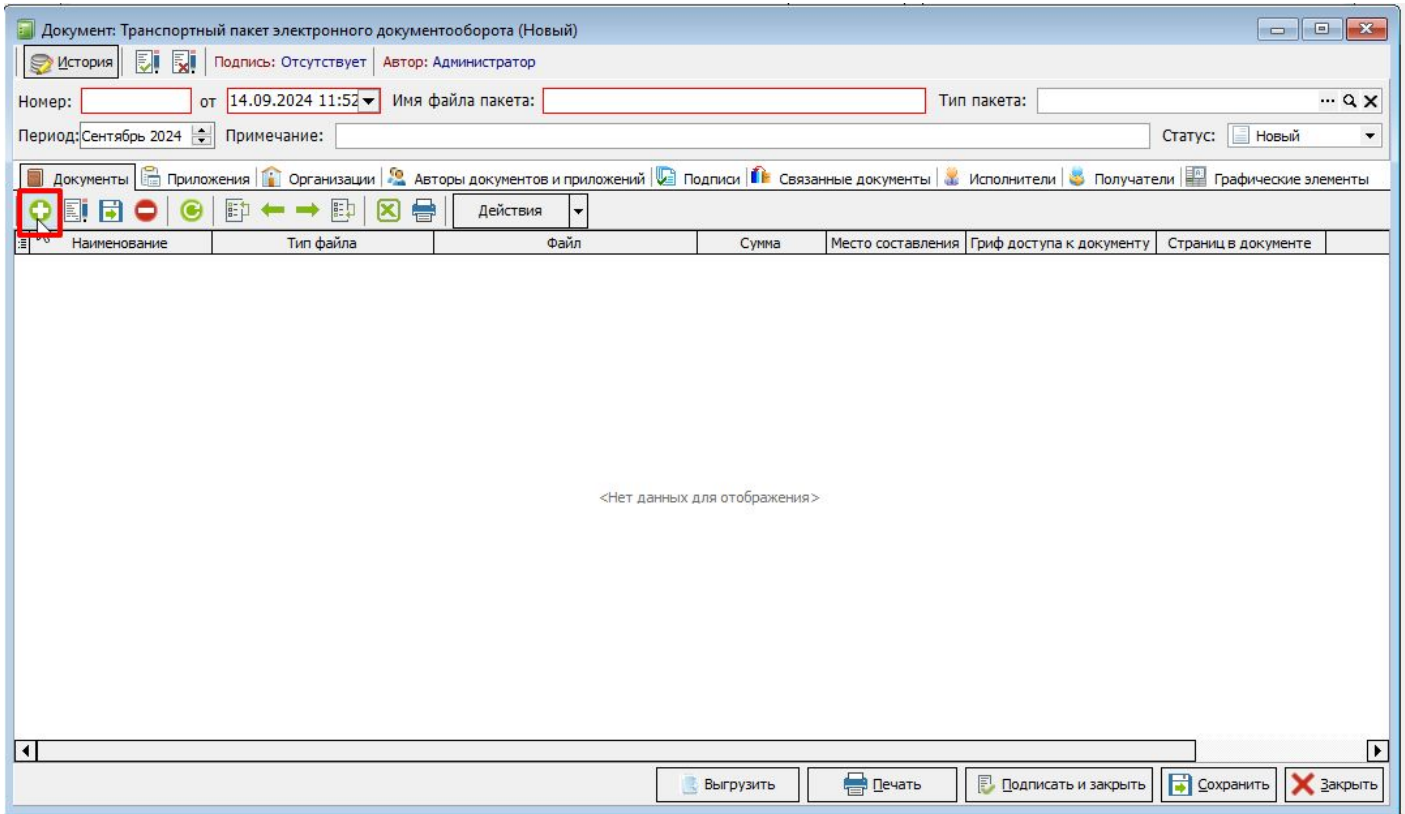 Документ: Транспортный пакет электронного документооборота (Новый)
История Подпись: Отсутствует Автор: Администратор
Номер: от 14.09.2024 11:52 Имя файла пакета: Тип пакета:
Период: Сентябрь 2024 Примечание: Статус: Новый
Документы Приложения Организации Авторы документов и приложений Подписи Связанные документы Исполнители Получатели Графические элементы
Действия
Наименование Тип файла Файл Сумма Место составления Гриф доступа к документу Страниц в документе
<Нет данных для отображения>
Выгрузить Печать Подписать и закрыть Сохранить Закрыть